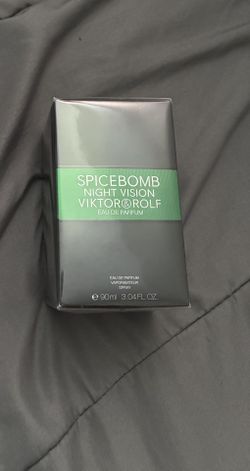 SPICEBOMB
NIGHT VISION
VIKTOR&ROLF
EAU DE PARFUM
EAU DE PARFUM
VAPORISATEUR
SPRAY
e 90ml 3.04FL.OZ